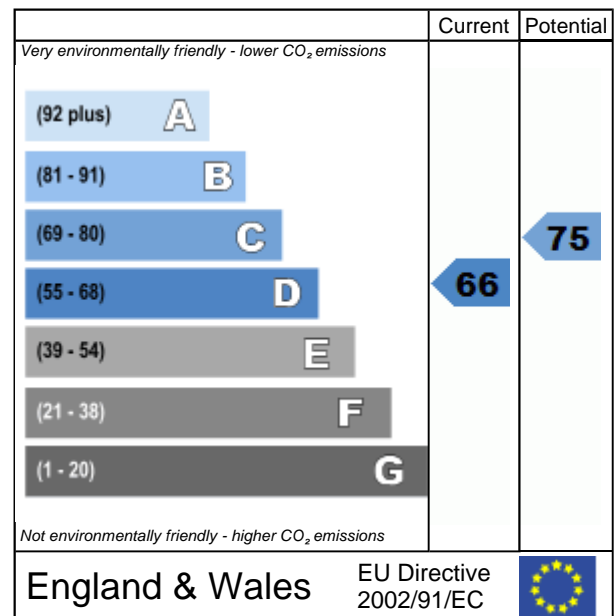 Current Potential
Very environmentally friendly - lower CO₂ emissions
(92 plus) A
(81 - 91) B
(69 - 80) C
75
(55 - 68) D
66
(39 - 54) E
(21 - 38) F
(1 - 20) G
Not environmentally friendly - higher CO₂ emissions
England & Wales
EU Directive
2002/91/EC